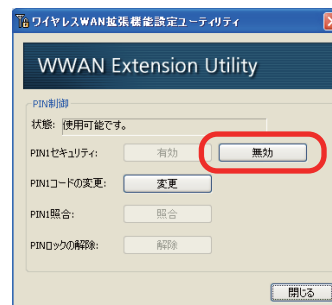 ワイヤレスWAN拡張機能設定ユーティリティ
WWAN Extension Utility
PIN制御
状態: 使用可能です。
PIN1セキュリティ: 有効 無効
PIN1コードの変更: 変更
PIN1照合: 照合
PINロックの解除: 解除
閉じる